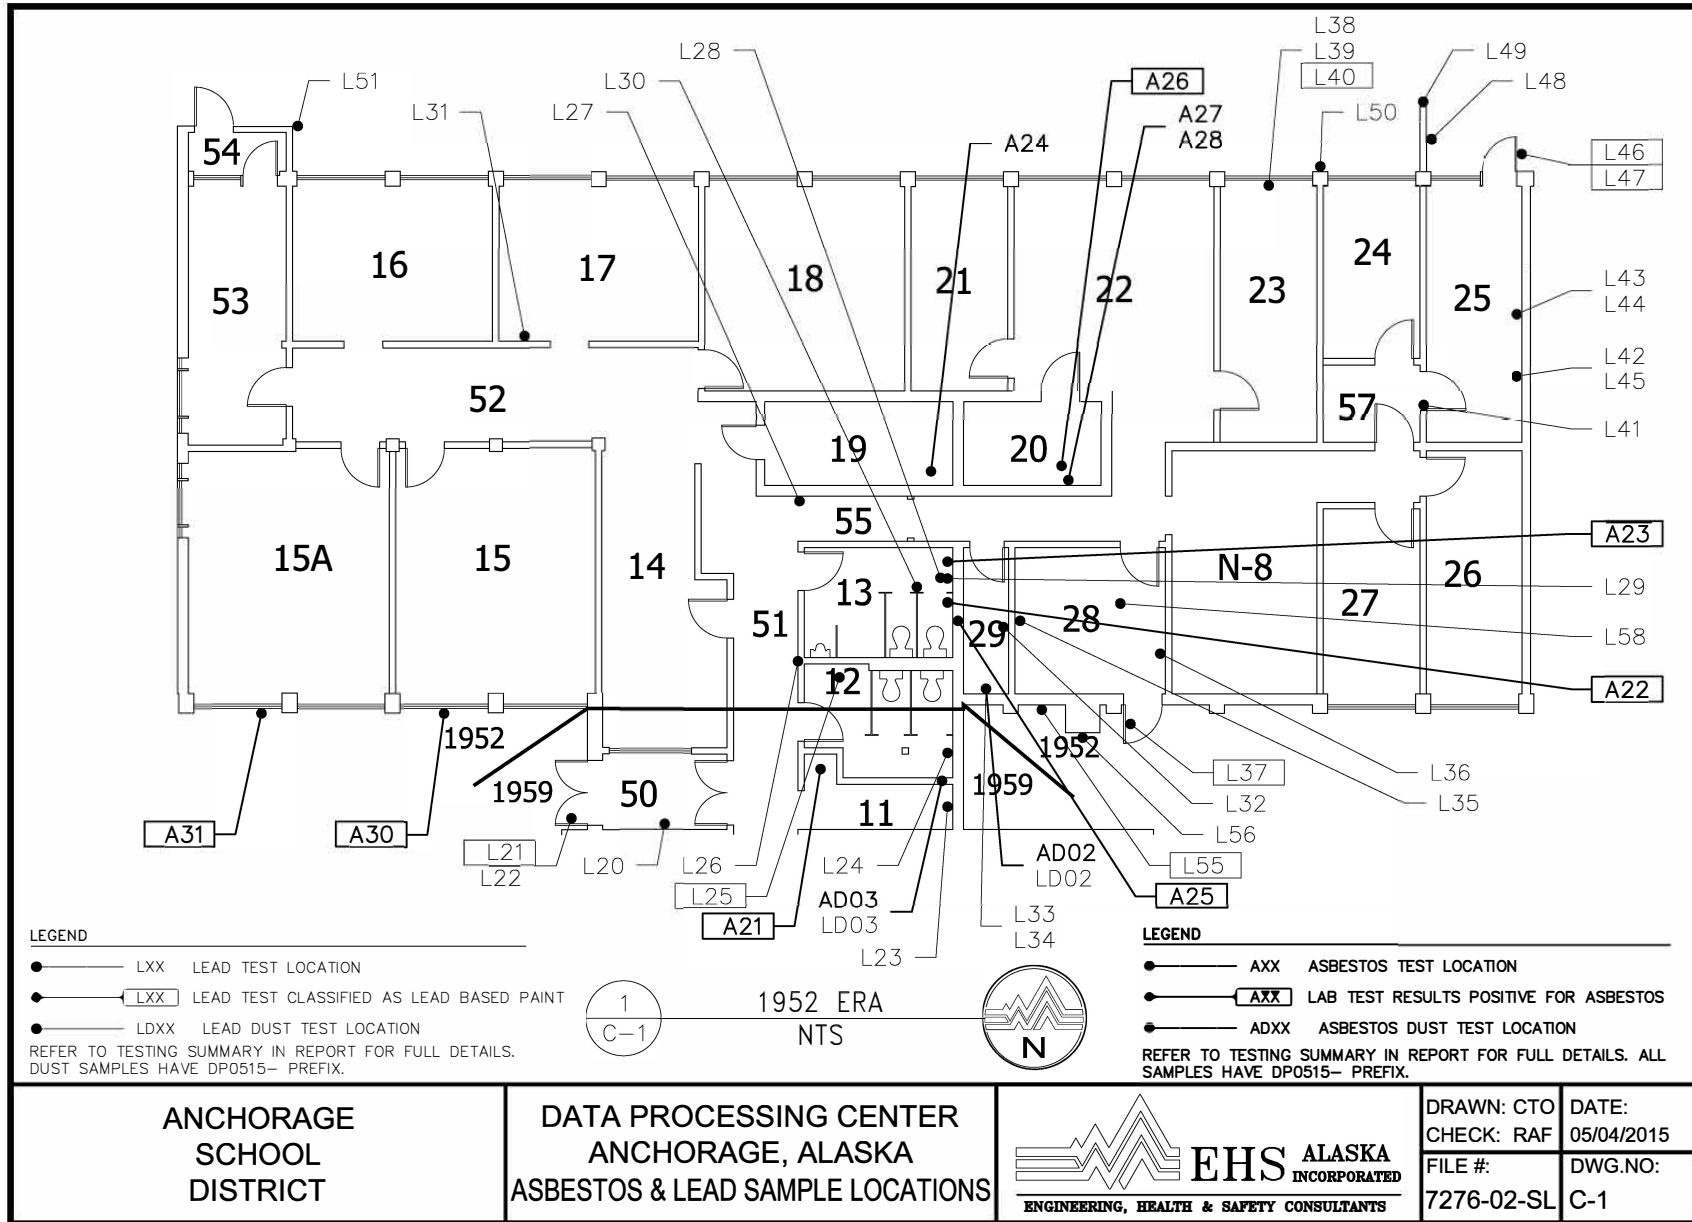 L38
L39
L40
L28
L30
L27
L51
L31
A26
A27
A28
A24
L50
L49
L48
L46
L47
54
53
16
17
18
21
22
23
24
25
L43
L44
L42
L45
L41
52
19
20
57
55
15A
15
14
13
51
12
29
28
N-8
27
26
A23
L29
L58
A22
1952
1959
50
11
1952
1959
L37
L36
L32
L35
L56
L55
A25
A31
A30
L21
L22
L20
L26
L25
A21
L24
AD03
LD03
L23
AD02
LD02
L33
L34
LEGEND
LXX LEAD TEST LOCATION
LXX LEAD TEST CLASSIFIED AS LEAD BASED PAINT
LDXX LEAD DUST TEST LOCATION
REFER TO TESTING SUMMARY IN REPORT FOR FULL DETAILS.
DUST SAMPLES HAVE DP0515- PREFIX.
1
C-1
1952 ERA
NTS
N
LEGEND
AXX ASBESTOS TEST LOCATION
AXX LAB TEST RESULTS POSITIVE FOR ASBESTOS
ADXX ASBESTOS DUST TEST LOCATION
REFER TO TESTING SUMMARY IN REPORT FOR FULL DETAILS. ALL
SAMPLES HAVE DP0515- PREFIX.
ANCHORAGE
SCHOOL
DISTRICT
DATA PROCESSING CENTER
ANCHORAGE, ALASKA
ASBESTOS & LEAD SAMPLE LOCATIONS
EHS ALASKA
INCORPORATED
ENGINEERING, HEALTH & SAFETY CONSULTANTS
DRAWN: CTO
CHECK: RAF
DATE:
05/04/2015
FILE #:
7276-02-SL
DWG.NO:
C-1